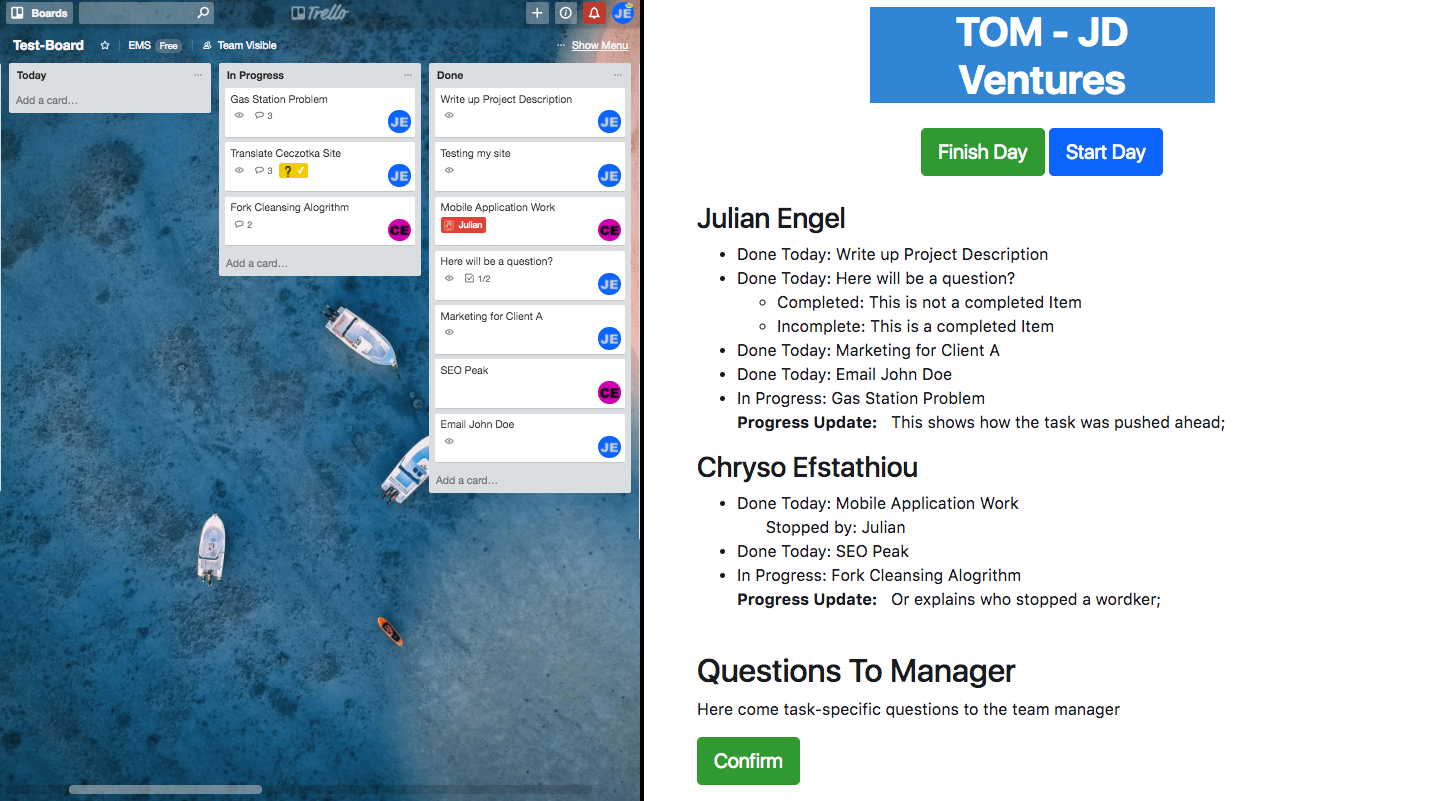 Boards
Trello
JE
Test-Board
EMS Free
Team Visible
··· Show Menu
Today ···
Add a card…
In Progress ···
Gas Station Problem
3
JE
Translate Ceczotka Site
3 ? ✓
JE
Fork Cleansing Alogrithm
2
CE
Add a card…
Done ···
Write up Project Description
JE
Testing my site
JE
Mobile Application Work
Julian
CE
Here will be a question?
1/2
JE
Marketing for Client A
JE
SEO Peak
CE
Email John Doe
JE
Add a card…
TOM - JD
Ventures
Finish Day Start Day
Julian Engel
Done Today: Write up Project Description
Done Today: Here will be a question?
Completed: This is not a completed Item
Incomplete: This is a completed Item
Done Today: Marketing for Client A
Done Today: Email John Doe
In Progress: Gas Station Problem
Progress Update: This shows how the task was pushed ahead;
Chryso Efstathiou
Done Today: Mobile Application Work
Stopped by: Julian
Done Today: SEO Peak
In Progress: Fork Cleansing Alogrithm
Progress Update: Or explains who stopped a wordker;
Questions To Manager
Here come task-specific questions to the team manager
Confirm